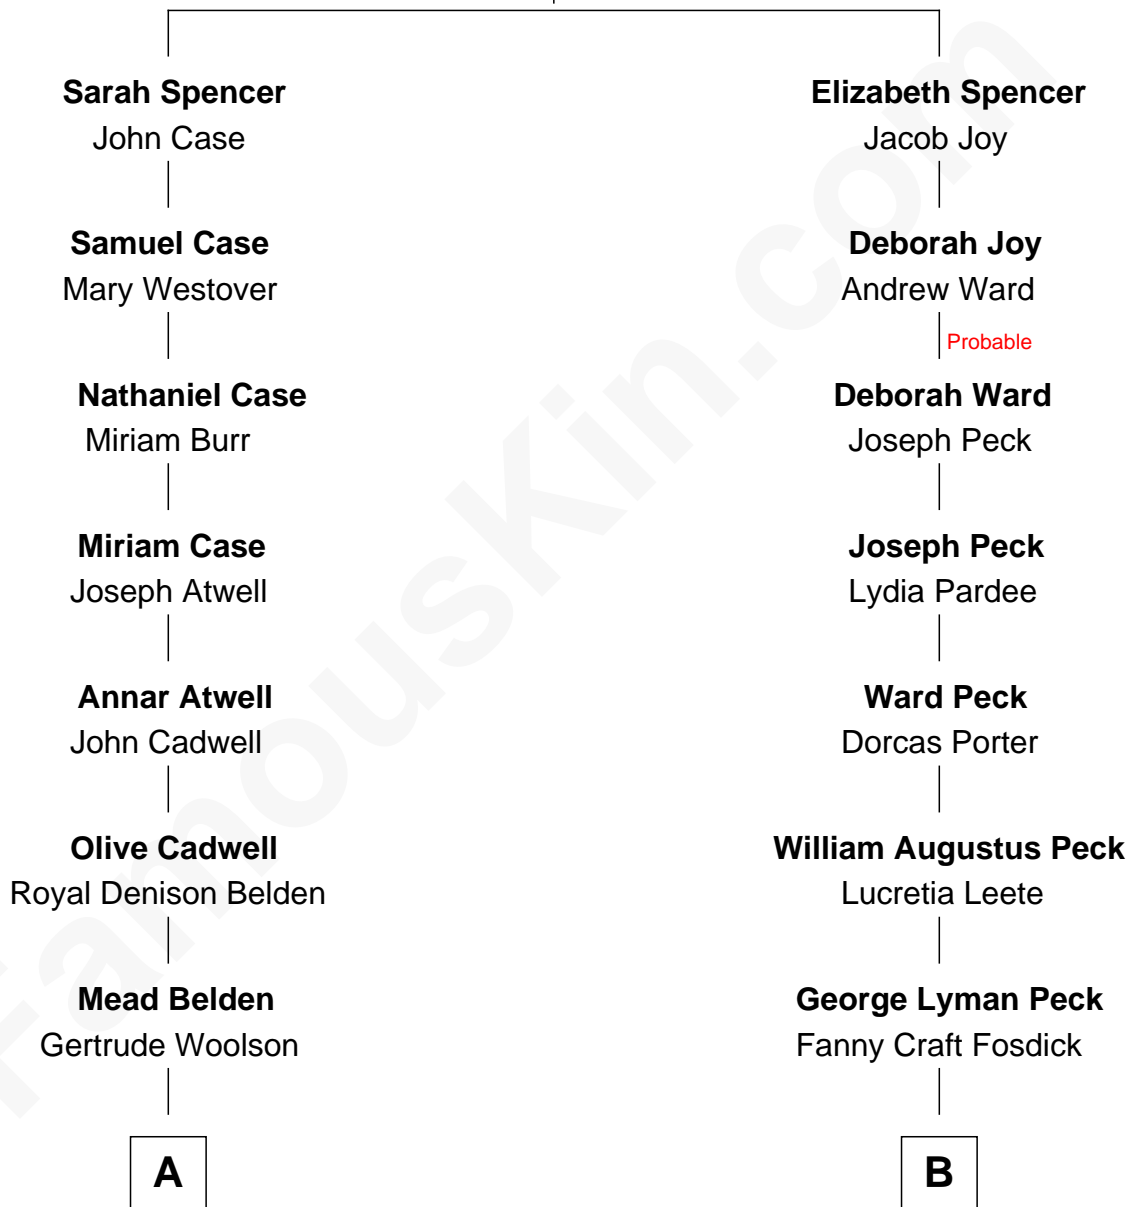 Sarah Spencer
John Case
Samuel Case
Mary Westover
Nathaniel Case
Miriam Burr
Miriam Case
Joseph Atwell
Annar Atwell
John Cadwell
Olive Cadwell
Royal Denison Belden
Mead Belden
Gertrude Woolson
A
Elizabeth Spencer
Jacob Joy
Deborah Joy
Andrew Ward
Probable
Deborah Ward
Joseph Peck
Joseph Peck
Lydia Pardee
Ward Peck
Dorcas Porter
William Augustus Peck
Lucretia Leete
George Lyman Peck
Fanny Craft Fosdick
B
FamousKin.com